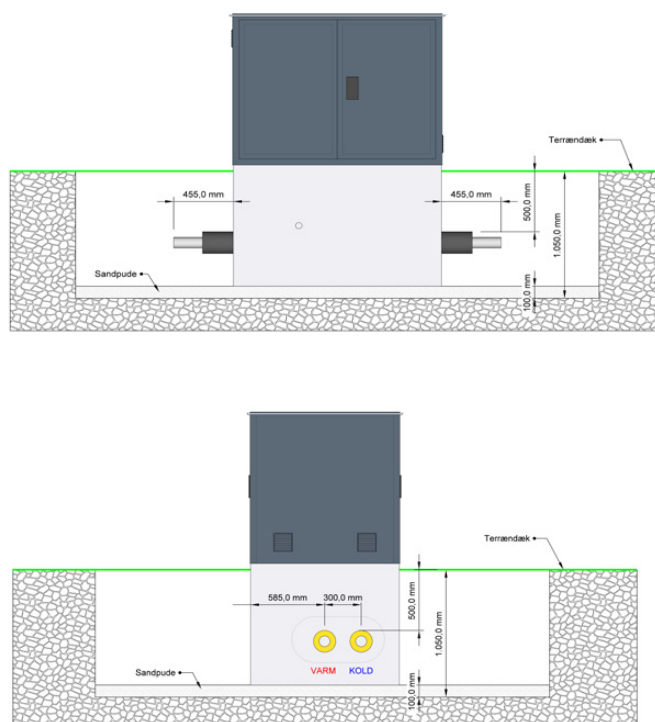 Terrændæk
455,0 mm
455,0 mm
500,0 mm
1.050,0 mm
Sandpude
100,0 mm
Terrændæk
585,0 mm
300,0 mm
500,0 mm
1.050,0 mm
VARM
KOLD
Sandpude
100,0 mm